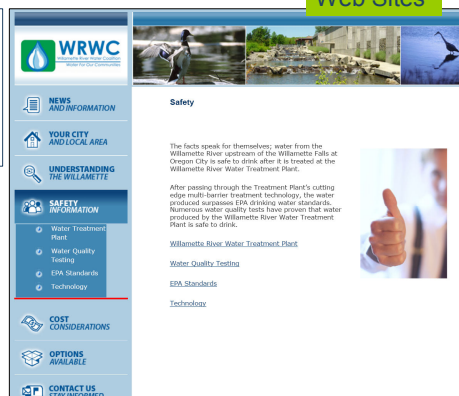 Web Sites
WRWC
Willamette River Water Coalition
Water For Our Communities
NEWS
AND INFORMATION
YOUR CITY
AND LOCAL AREA
UNDERSTANDING
THE WILLAMETTE
SAFETY
INFORMATION
Water Treatment
Plant
Water Quality
Testing
EPA Standards
Technology
COST
CONSIDERATIONS
OPTIONS
AVAILABLE
CONTACT US
STAY INFORMED
Safety
The facts speak for themselves; water from the
Willamette River upstream of the Willamette Falls at
Oregon City is safe to drink after it is treated at the
Willamette River Water Treatment Plant.
After passing through the Treatment Plant's cutting
edge multi-barrier treatment technology, the water
produced surpasses EPA drinking water standards.
Numerous water quality tests have proven that water
produced by the Willamette River Water Treatment
Plant is safe to drink.
Willamette River Water Treatment Plant
Water Quality Testing
EPA Standards
Technology